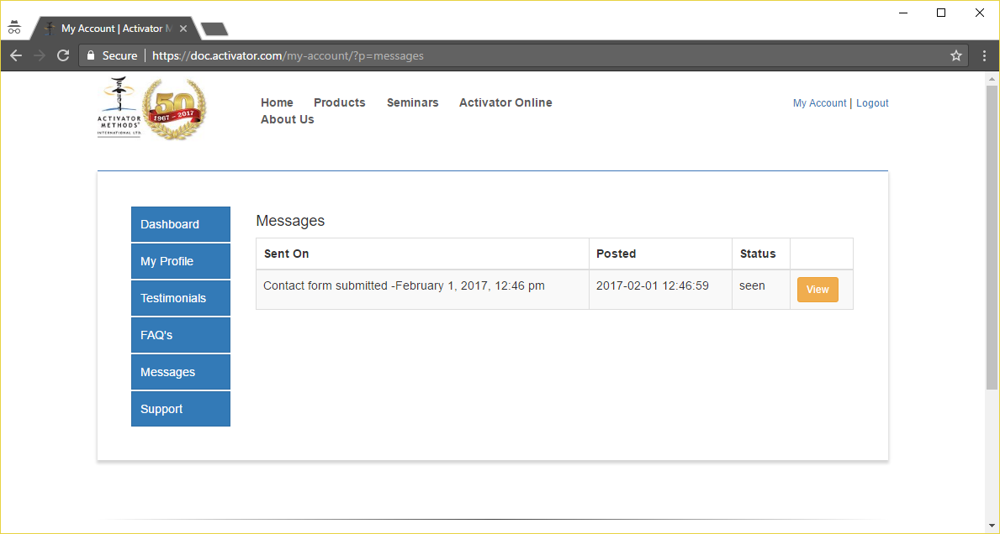 My Account | Activator M
Secure https://doc.activator.com/my-account/?p=messages
ACTIVATOR
METHODS®
INTERNATIONAL LTD.
50
1967 – 2017
Home Products Seminars Activator Online
About Us
My Account | Logout
Dashboard
My Profile
Testimonials
FAQ's
Messages
Support
Messages
Sent On Posted Status
Contact form submitted -February 1, 2017, 12:46 pm 2017-02-01 12:46:59 seen View